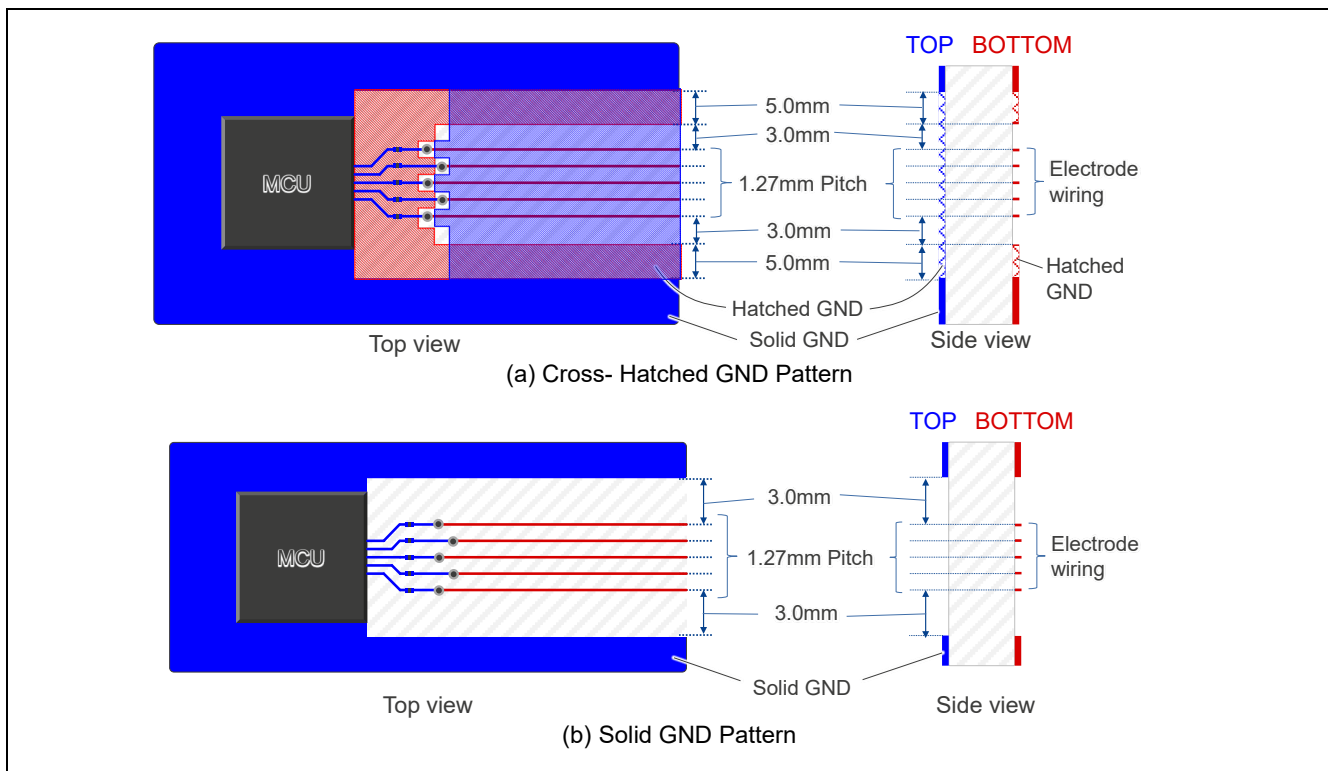 TOP BOTTOM
5.0mm
3.0mm
MCU
1.27mm Pitch
Electrode
wiring
3.0mm
5.0mm
Hatched
GND
Hatched GND
Solid GND
Top view
Side view
(a) Cross- Hatched GND Pattern
TOP BOTTOM
3.0mm
MCU
1.27mm Pitch
Electrode
wiring
3.0mm
Solid GND
Top view
Side view
(b) Solid GND Pattern